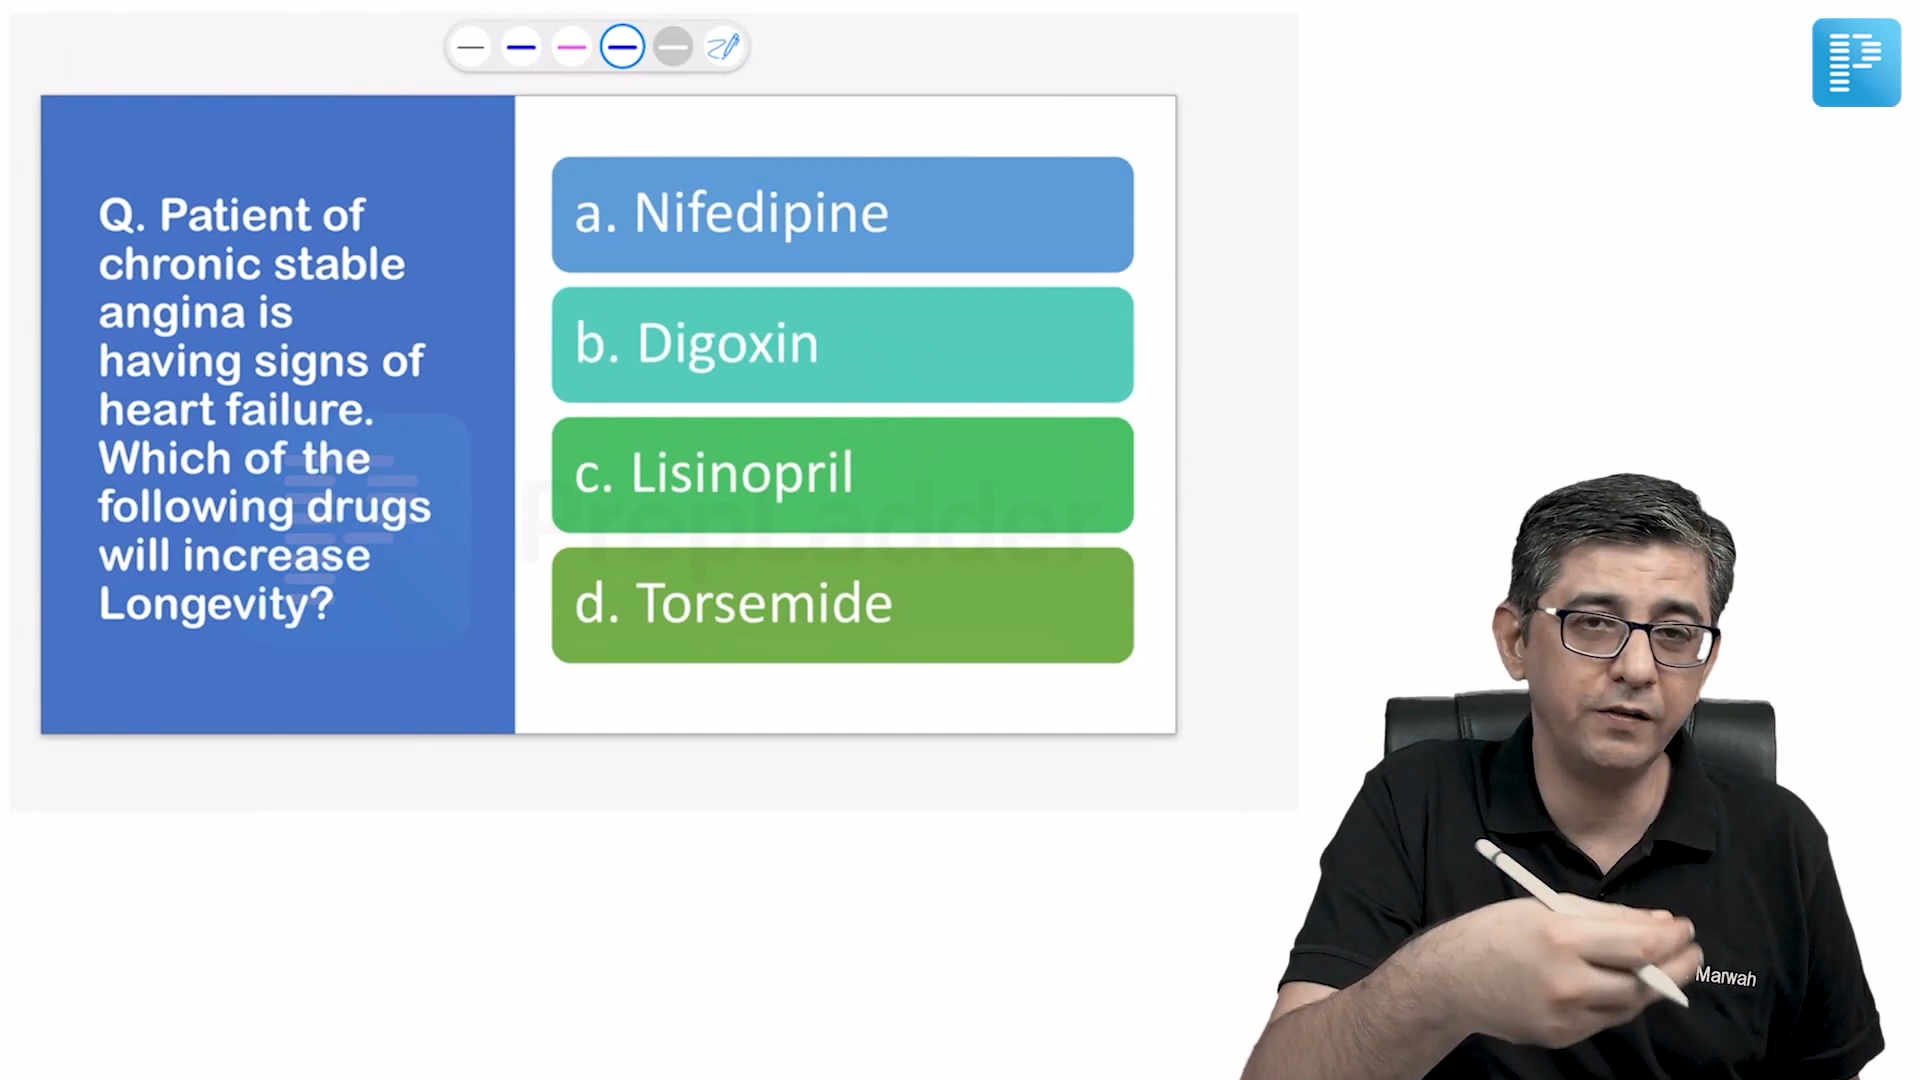 Q. Patient of
chronic stable
angina is
having signs of
heart failure.
Which of the
following drugs
will increase
Longevity?
a. Nifedipine
b. Digoxin
c. Lisinopril
d. Torsemide
PrepLadder
Marwah